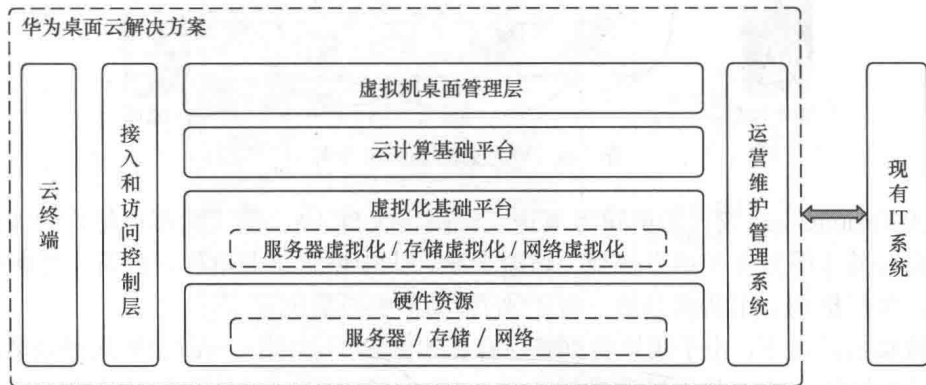 华为桌面云解决方案
云终端
接入和访问控制层
虚拟机桌面管理层
云计算基础平台
虚拟化基础平台
服务器虚拟化/存储虚拟化/网络虚拟化
硬件资源
服务器/存储/网络
运营维护管理系统
现有IT系统